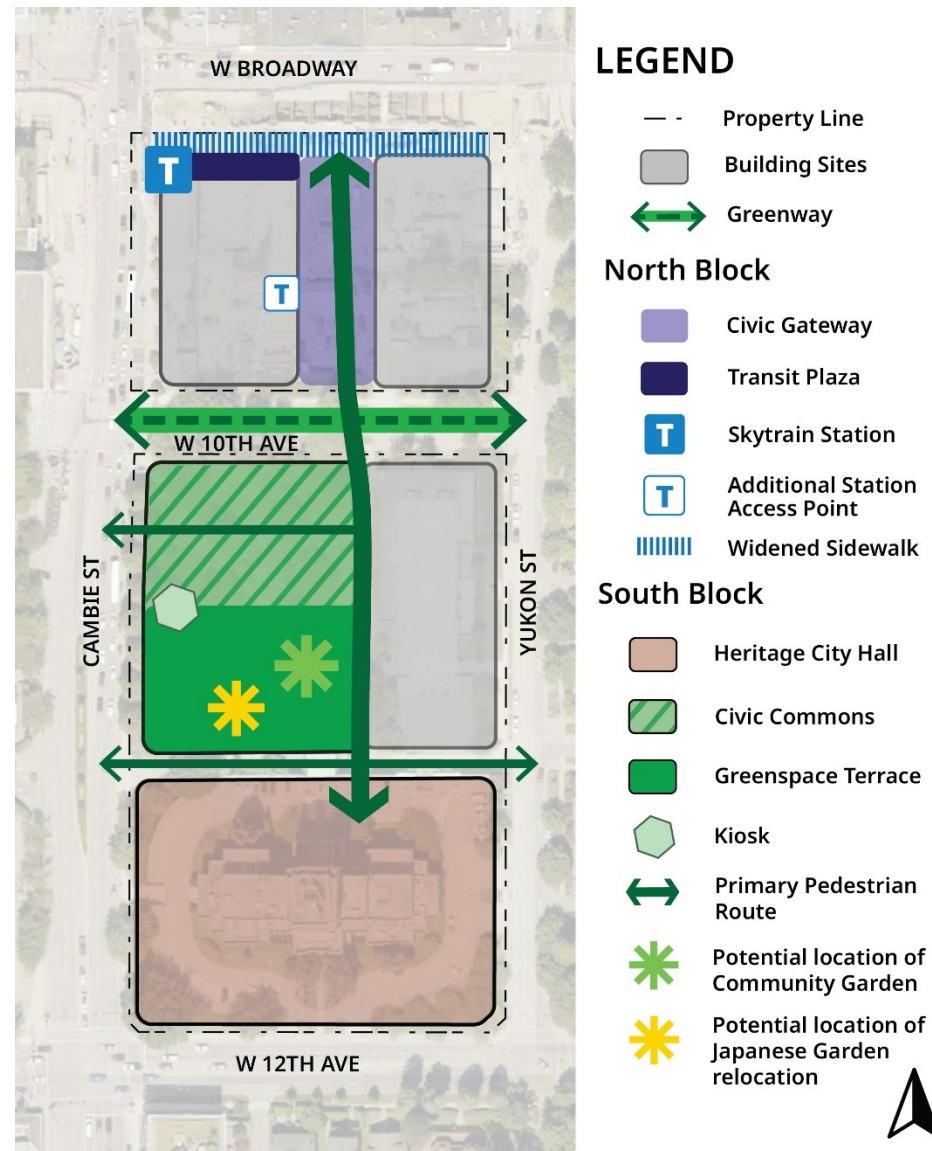 W BROADWAY
T
T
W 10TH AVE
CAMBIE ST
YUKON ST
W 12TH AVE
LEGEND
Property Line
Building Sites
Greenway
North Block
Civic Gateway
Transit Plaza
T
Skytrain Station
T
Additional Station
Access Point
Widened Sidewalk
South Block
Heritage City Hall
Civic Commons
Greenspace Terrace
Kiosk
Primary Pedestrian
Route
Potential location of
Community Garden
Potential location of
Japanese Garden
relocation